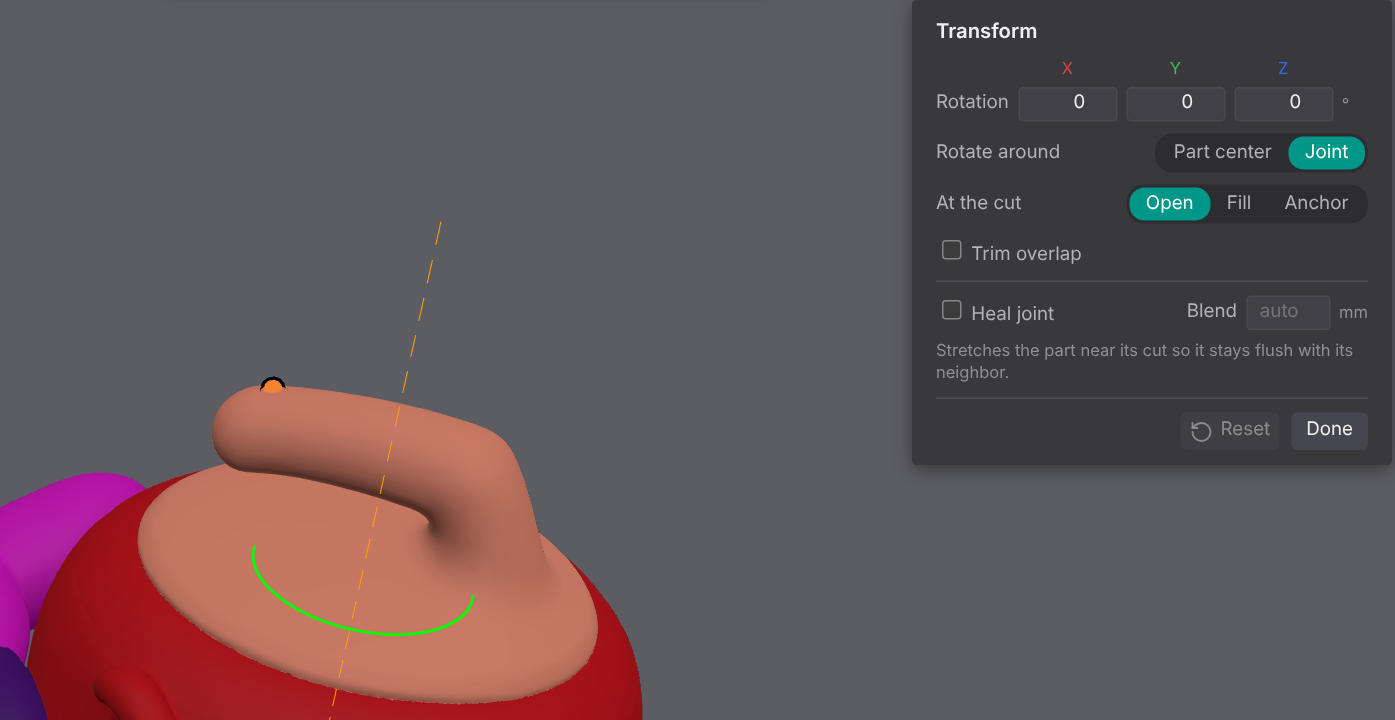 Transform
X Y Z
Rotation 0 0 0 °
Rotate around Part center Joint
At the cut Open Fill Anchor
Trim overlap
Heal joint Blend auto mm
Stretches the part near its cut so it stays flush with its
neighbor.
Reset Done